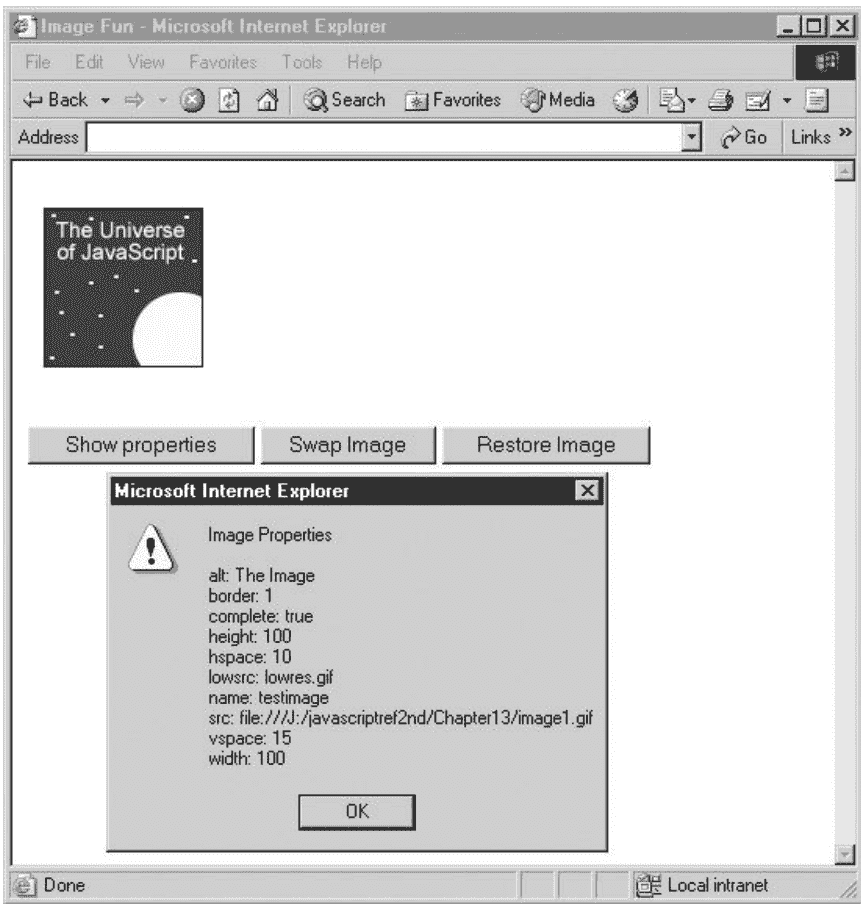 Image Fun - Microsoft Internet Explorer
File Edit View Favorites Tools Help
Back Search Favorites Media
Address Go Links »
The Universe
of JavaScript
Show properties Swap Image Restore Image
Microsoft Internet Explorer
Image Properties
alt: The Image
border: 1
complete: true
height: 100
hspace: 10
lowsrc: lowres.gif
name: testimage
src: file:///J:/javascriptref2nd/Chapter13/image1.gif
vspace: 15
width: 100
OK
Done Local intranet